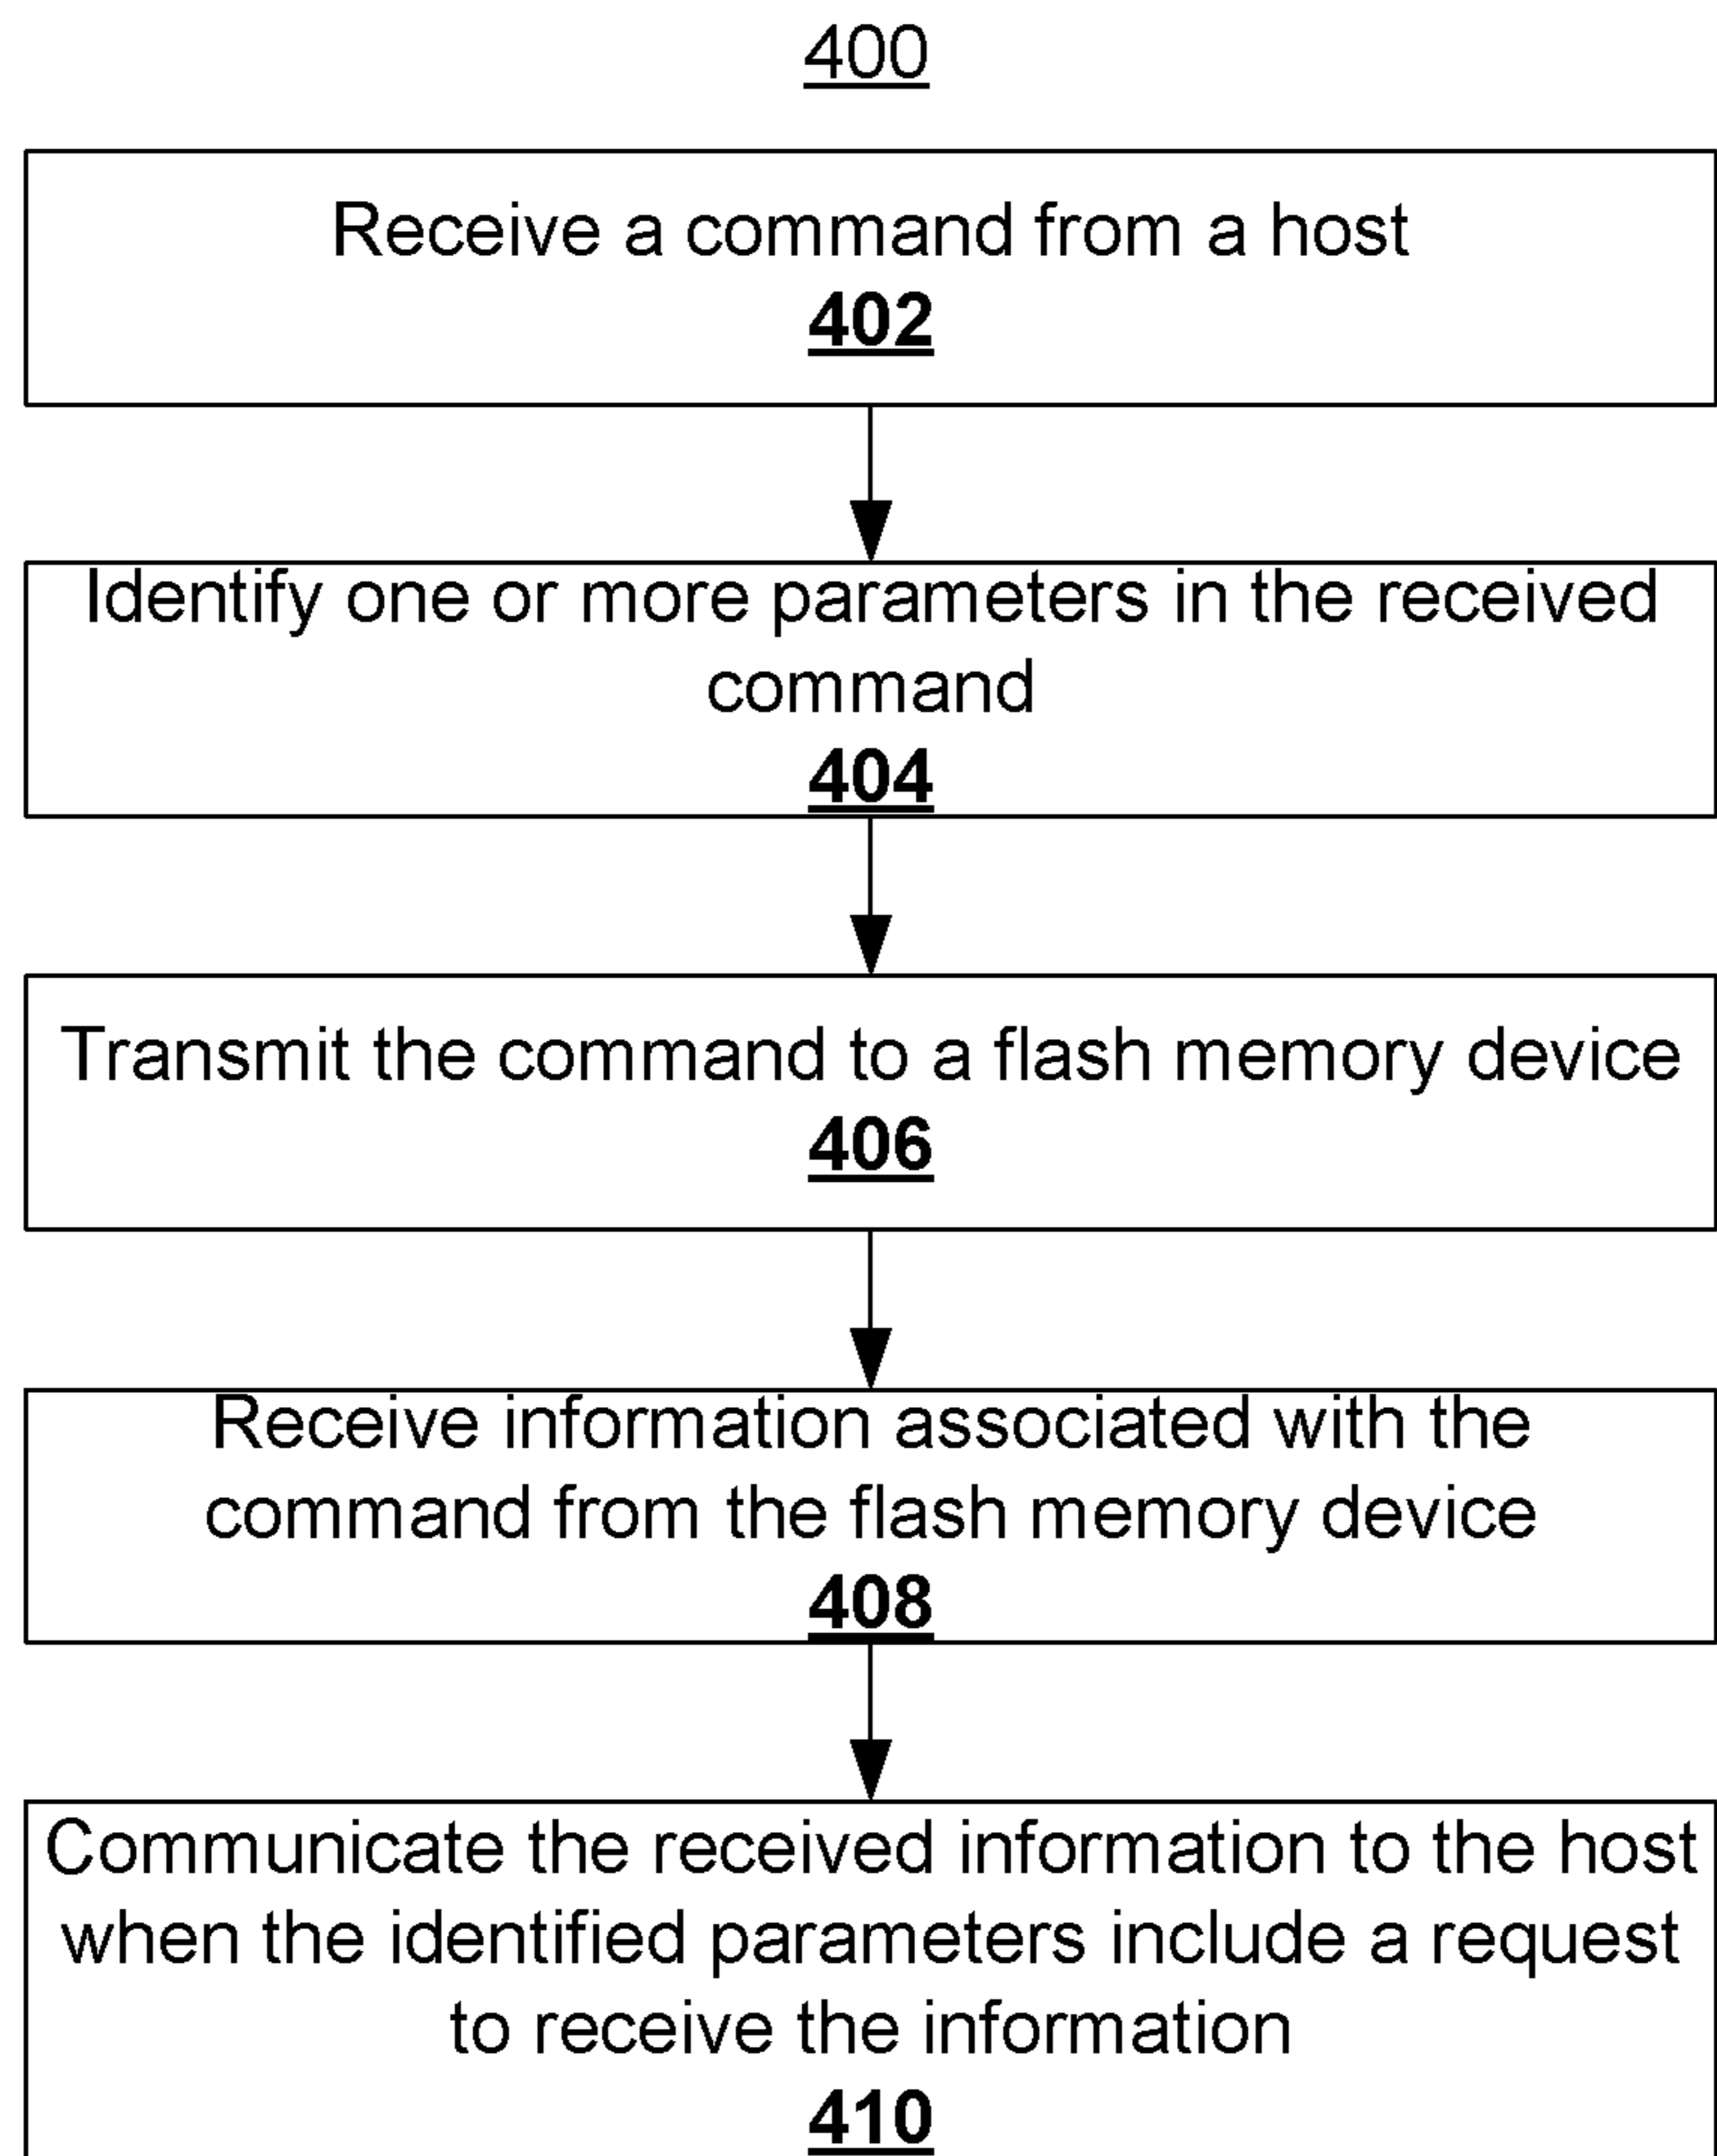 400
Receive a command from a host
402
Identify one or more parameters in the received
command
404
Transmit the command to a flash memory device
406
Receive information associated with the
command from the flash memory device
408
Communicate the received information to the host
when the identified parameters include a request
to receive the information
410